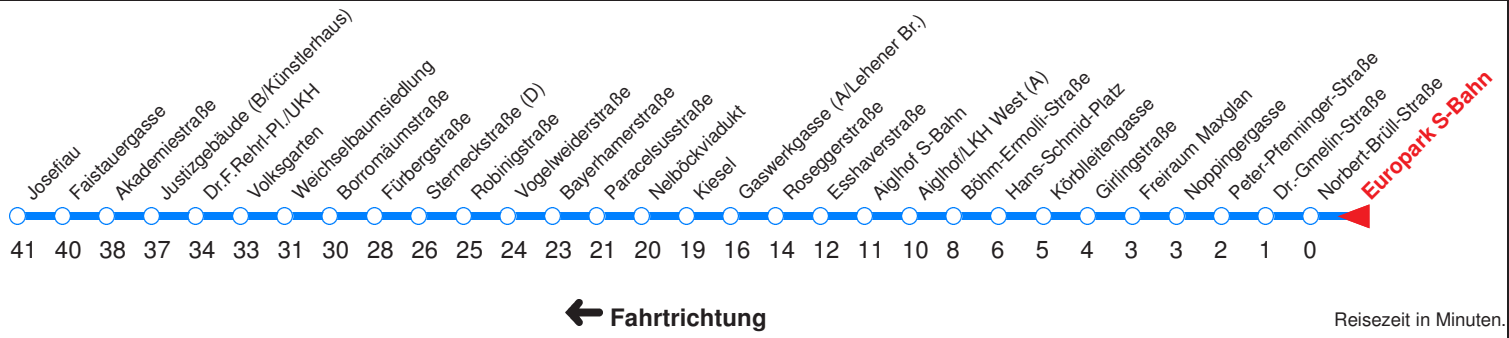 Josefiau
Faistauergasse
Akademiestraße
Justizgebäude (B/Künstlerhaus)
Dr.F.Rehrl-Pl./UKH
Volksgarten
Weichselbaumsiedlung
Borromäumstraße
Fürbergstraße
Sterneckstraße (D)
Robinigstraße
Vogelweiderstraße
Bayerhamerstraße
Paracelsusstraße
Nelböckviadukt
Kiesel
Gaswerkgasse (A/Lehener Br.)
Roseggerstraße
Esshaverstraße
Aiglhof S-Bahn
Aiglhof/LKH West (A)
Böhm-Ermolli-Straße
Hans-Schmid-Platz
Körblleitengasse
Girlingstraße
Freiraum Maxglan
Noppingergasse
Peter-Pfenninger-Straße
Dr.-Gmelin-Straße
Norbert-Brüll-Straße
Europark S-Bahn
41 40 38 37 34 33 31 30 28 26 25 24 23 21 20 19 16 14 12 11 10 8 6 5 4 3 3 2 1 0
Fahrtrichtung
Reisezeit in Minuten.